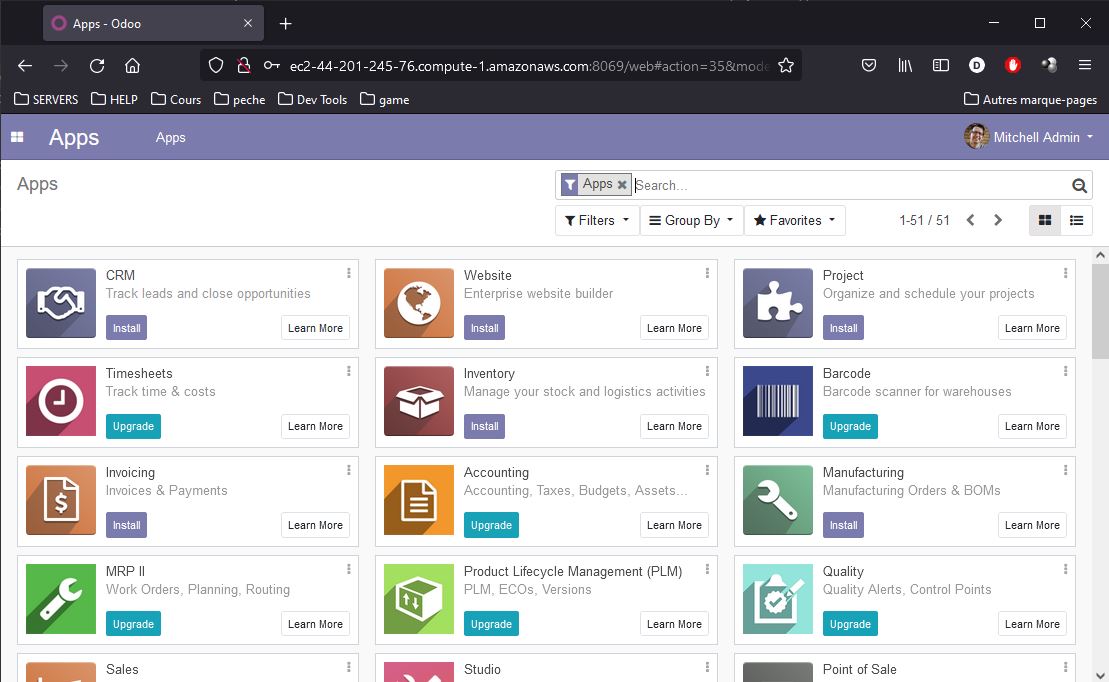 Apps - Odoo
ec2-44-201-245-76.compute-1.amazonaws.com:8069/web#action=35&mode
SERVERS HELP Cours peche Dev Tools game Autres marque-pages
Apps Apps Mitchell Admin
Apps Apps Search...
Filters Group By Favorites 1-51 / 51
CRM
Track leads and close opportunities
Install Learn More
Website
Enterprise website builder
Install Learn More
Project
Organize and schedule your projects
Install Learn More
Timesheets
Track time & costs
Upgrade Learn More
Inventory
Manage your stock and logistics activities
Install Learn More
Barcode
Barcode scanner for warehouses
Upgrade Learn More
Invoicing
Invoices & Payments
Install Learn More
Accounting
Accounting, Taxes, Budgets, Assets...
Upgrade Learn More
Manufacturing
Manufacturing Orders & BOMs
Install Learn More
MRP II
Work Orders, Planning, Routing
Upgrade Learn More
Product Lifecycle Management (PLM)
PLM, ECOs, Versions
Upgrade Learn More
Quality
Quality Alerts, Control Points
Upgrade Learn More
Sales
Studio
Point of Sale